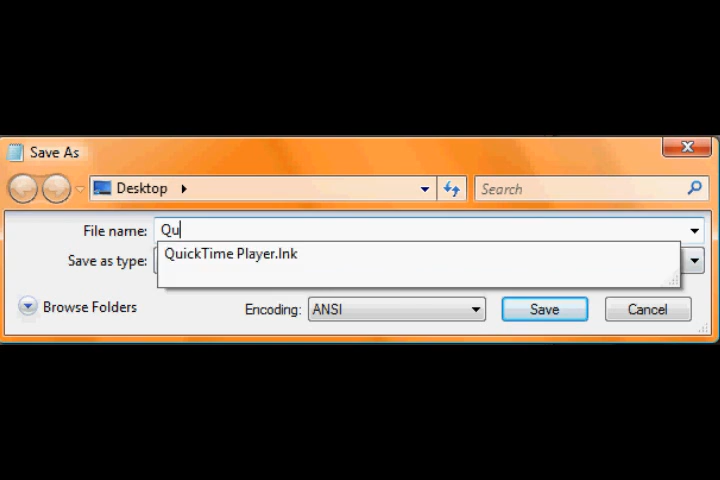 Save As
Desktop
Search
File name: Qu
QuickTime Player.lnk
Save as type:
Browse Folders
Encoding: ANSI
Save
Cancel